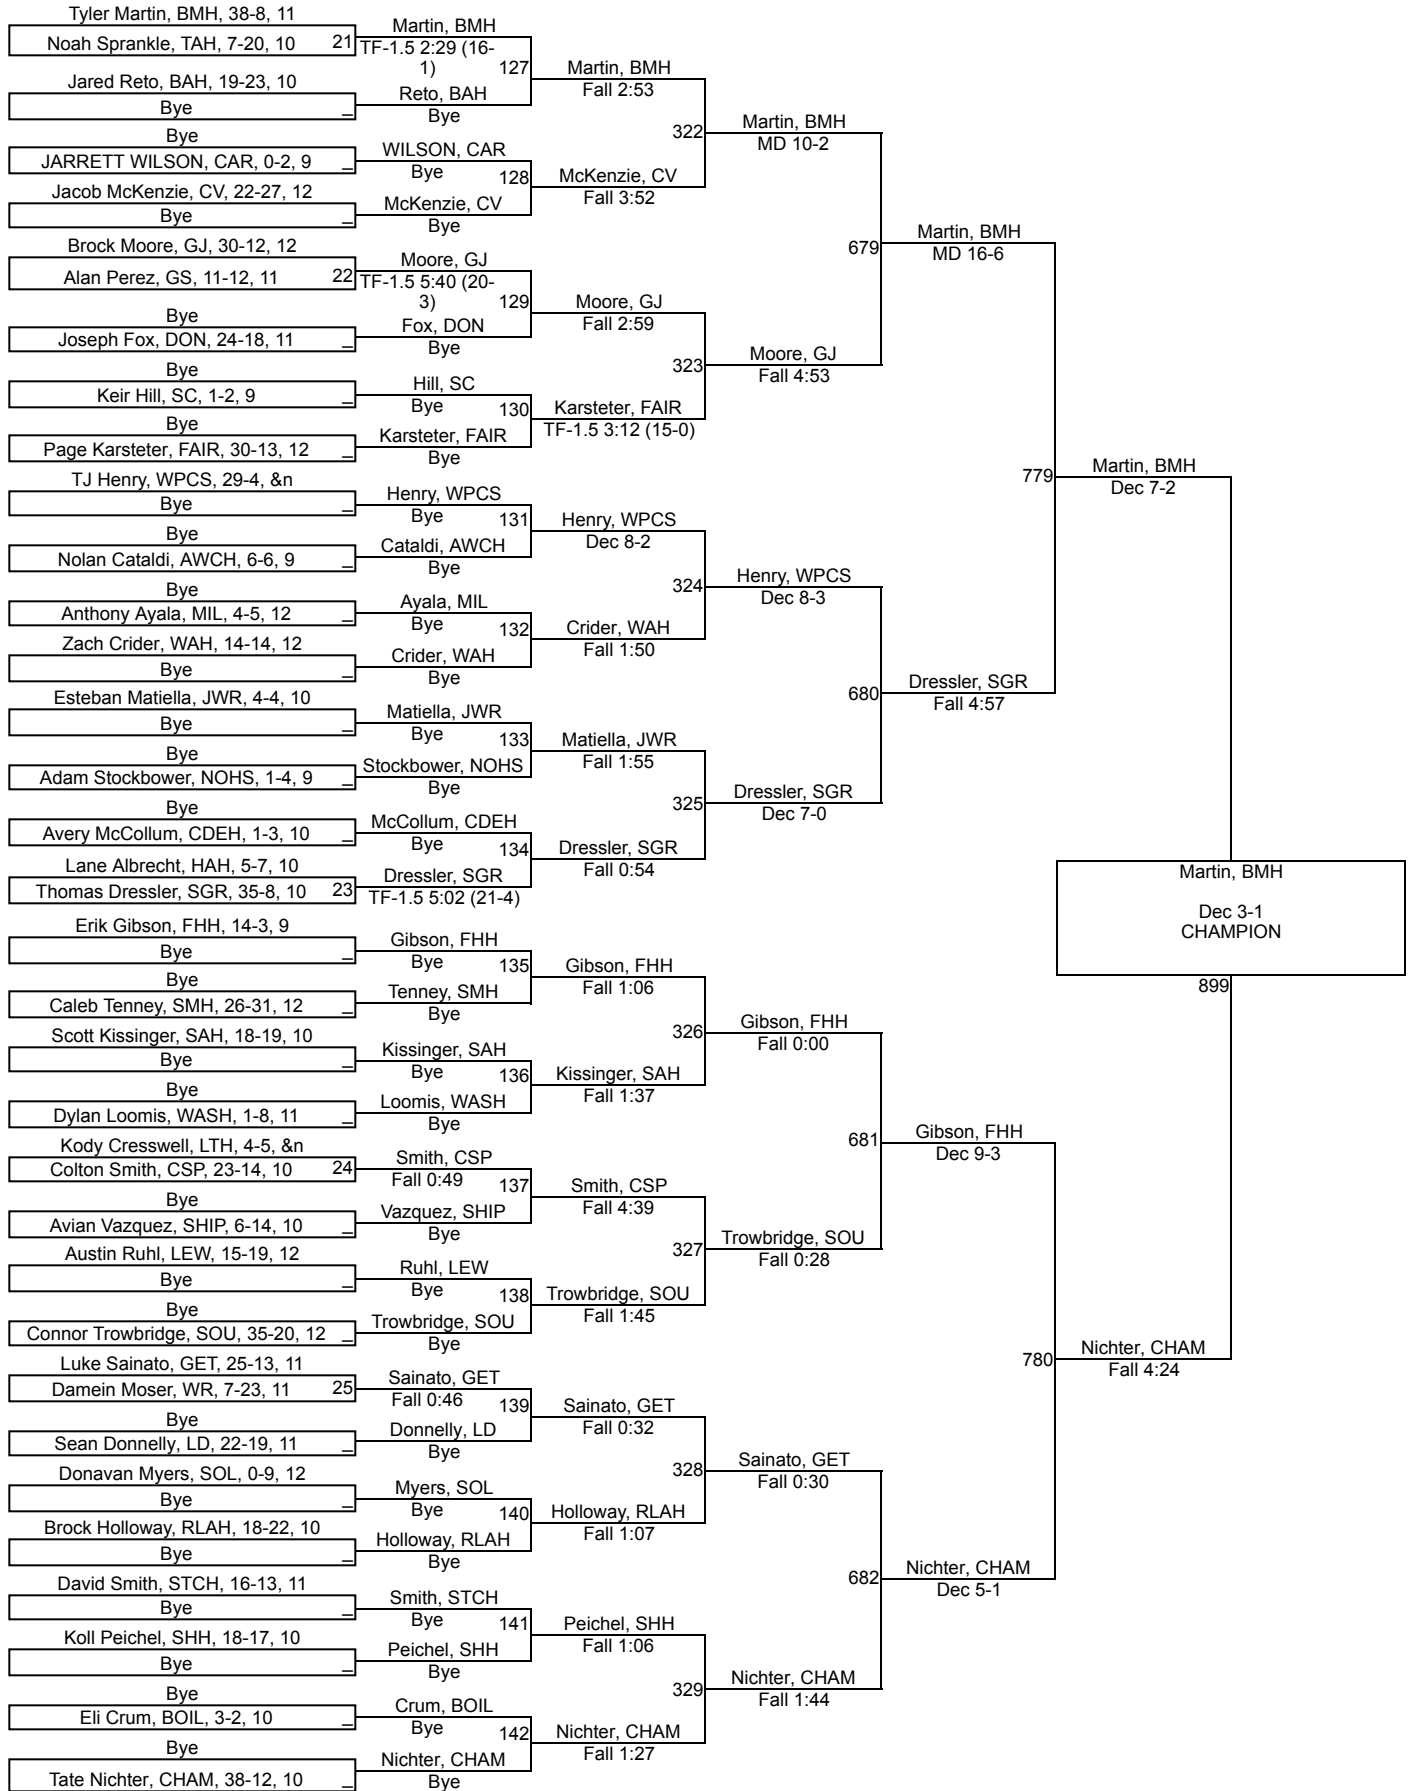 Tyler Martin, BMH, 38-8, 11
Noah Sprankle, TAH, 7-20, 10 21
Jared Reto, BAH, 19-23, 10
Bye _
Bye
JARRETT WILSON, CAR, 0-2, 9 _
Jacob McKenzie, CV, 22-27, 12
Bye _
Brock Moore, GJ, 30-12, 12
Alan Perez, GS, 11-12, 11 22
Bye
Joseph Fox, DON, 24-18, 11 _
Bye
Keir Hill, SC, 1-2, 9 _
Bye
Page Karsteter, FAIR, 30-13, 12 _
TJ Henry, WPCS, 29-4, &n
Bye _
Bye
Nolan Cataldi, AWCH, 6-6, 9 _
Bye
Anthony Ayala, MIL, 4-5, 12 _
Zach Crider, WAH, 14-14, 12
Bye _
Esteban Matiella, JWR, 4-4, 10
Bye _
Bye
Adam Stockbower, NOHS, 1-4, 9 _
Bye
Avery McCollum, CDEH, 1-3, 10 _
Lane Albrecht, HAH, 5-7, 10
Thomas Dressler, SGR, 35-8, 10 23
Erik Gibson, FHH, 14-3, 9
Bye _
Bye
Caleb Tenney, SMH, 26-31, 12 _
Scott Kissinger, SAH, 18-19, 10
Bye _
Bye
Dylan Loomis, WASH, 1-8, 11 _
Kody Cresswell, LTH, 4-5, &n
Colton Smith, CSP, 23-14, 10 24
Bye
Avian Vazquez, SHIP, 6-14, 10 _
Austin Ruhl, LEW, 15-19, 12
Bye _
Bye
Connor Trowbridge, SOU, 35-20, 12 _
Luke Sainato, GET, 25-13, 11
Damein Moser, WR, 7-23, 11 25
Bye
Sean Donnelly, LD, 22-19, 11 _
Donavan Myers, SOL, 0-9, 12
Bye _
Brock Holloway, RLAH, 18-22, 10
Bye _
David Smith, STCH, 16-13, 11
Bye _
Koll Peichel, SHH, 18-17, 10
Bye _
Bye
Eli Crum, BOIL, 3-2, 10 _
Bye
Tate Nichter, CHAM, 38-12, 10 _
Martin, BMH
TF-1.5 2:29 (16-
1) 127
Reto, BAH
Bye
WILSON, CAR
Bye 128
McKenzie, CV
Bye
Moore, GJ
TF-1.5 5:40 (20-
3) 129
Fox, DON
Bye
Hill, SC
Bye 130
Karsteter, FAIR
Bye
Henry, WPCS
Bye 131
Cataldi, AWCH
Bye
Ayala, MIL
Bye 132
Crider, WAH
Bye
Matiella, JWR
Bye 133
Stockbower, NOHS
Bye
McCollum, CDEH
Bye 134
Dressler, SGR
TF-1.5 5:02 (21-4)
Gibson, FHH
Bye 135
Tenney, SMH
Bye
Kissinger, SAH
Bye 136
Loomis, WASH
Bye
Smith, CSP
Fall 0:49 137
Vazquez, SHIP
Bye
Ruhl, LEW
Bye 138
Trowbridge, SOU
Bye
Sainato, GET
Fall 0:46 139
Donnelly, LD
Bye
Myers, SOL
Bye 140
Holloway, RLAH
Bye
Smith, STCH
Bye 141
Peichel, SHH
Bye
Crum, BOIL
Bye 142
Nichter, CHAM
Bye
Martin, BMH
Fall 2:53
322
McKenzie, CV
Fall 3:52
Moore, GJ
Fall 2:59
323
Karsteter, FAIR
TF-1.5 3:12 (15-0)
Henry, WPCS
Dec 8-2
324
Crider, WAH
Fall 1:50
Matiella, JWR
Fall 1:55
325
Dressler, SGR
Fall 0:54
Gibson, FHH
Fall 1:06
326
Kissinger, SAH
Fall 1:37
Smith, CSP
Fall 4:39
327
Trowbridge, SOU
Fall 1:45
Sainato, GET
Fall 0:32
328
Holloway, RLAH
Fall 1:07
Peichel, SHH
Fall 1:06
329
Nichter, CHAM
Fall 1:27
Martin, BMH
MD 10-2
679
Moore, GJ
Fall 4:53
Henry, WPCS
Dec 8-3
680
Dressler, SGR
Dec 7-0
Gibson, FHH
Fall 0:00
681
Trowbridge, SOU
Fall 0:28
Sainato, GET
Fall 0:30
682
Nichter, CHAM
Fall 1:44
Martin, BMH
MD 16-6
779
Dressler, SGR
Fall 4:57
Gibson, FHH
Dec 9-3
780
Nichter, CHAM
Dec 5-1
Martin, BMH
Dec 7-2
Nichter, CHAM
Fall 4:24
Martin, BMH
Dec 3-1
CHAMPION
899